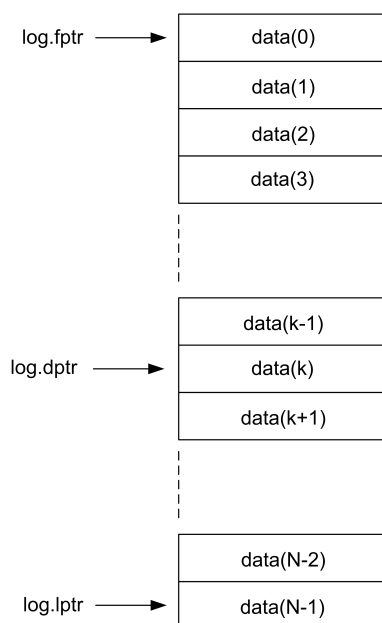 log.fptr data(0)
data(1)
data(2)
data(3)
data(k-1)
log.dptr data(k)
data(k+1)
data(N-2)
log.lptr data(N-1)